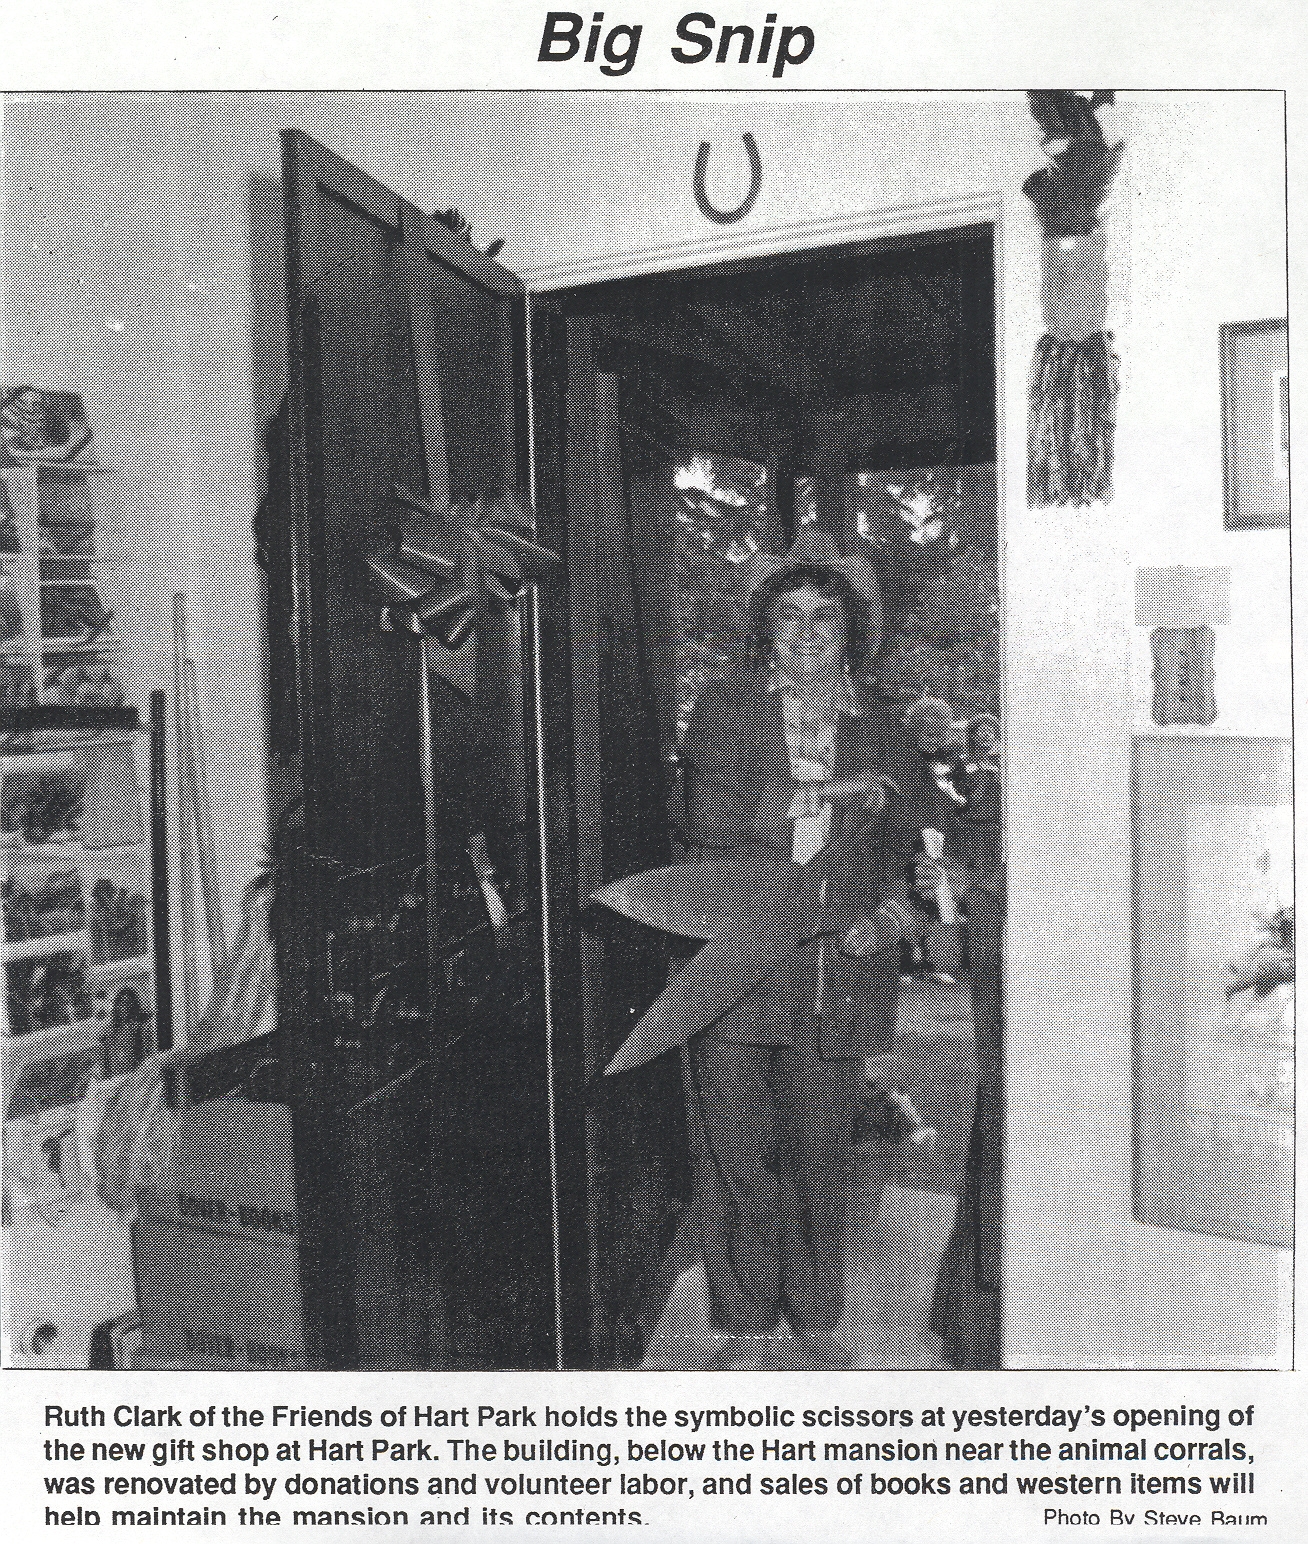 Big Snip
Ruth Clark of the Friends of Hart Park holds the symbolic scissors at yesterday's opening of
the new gift shop at Hart Park. The building, below the Hart mansion near the animal corrals,
was renovated by donations and volunteer labor, and sales of books and western items will
help maintain the mansion and its contents.
Photo By Steve Baum